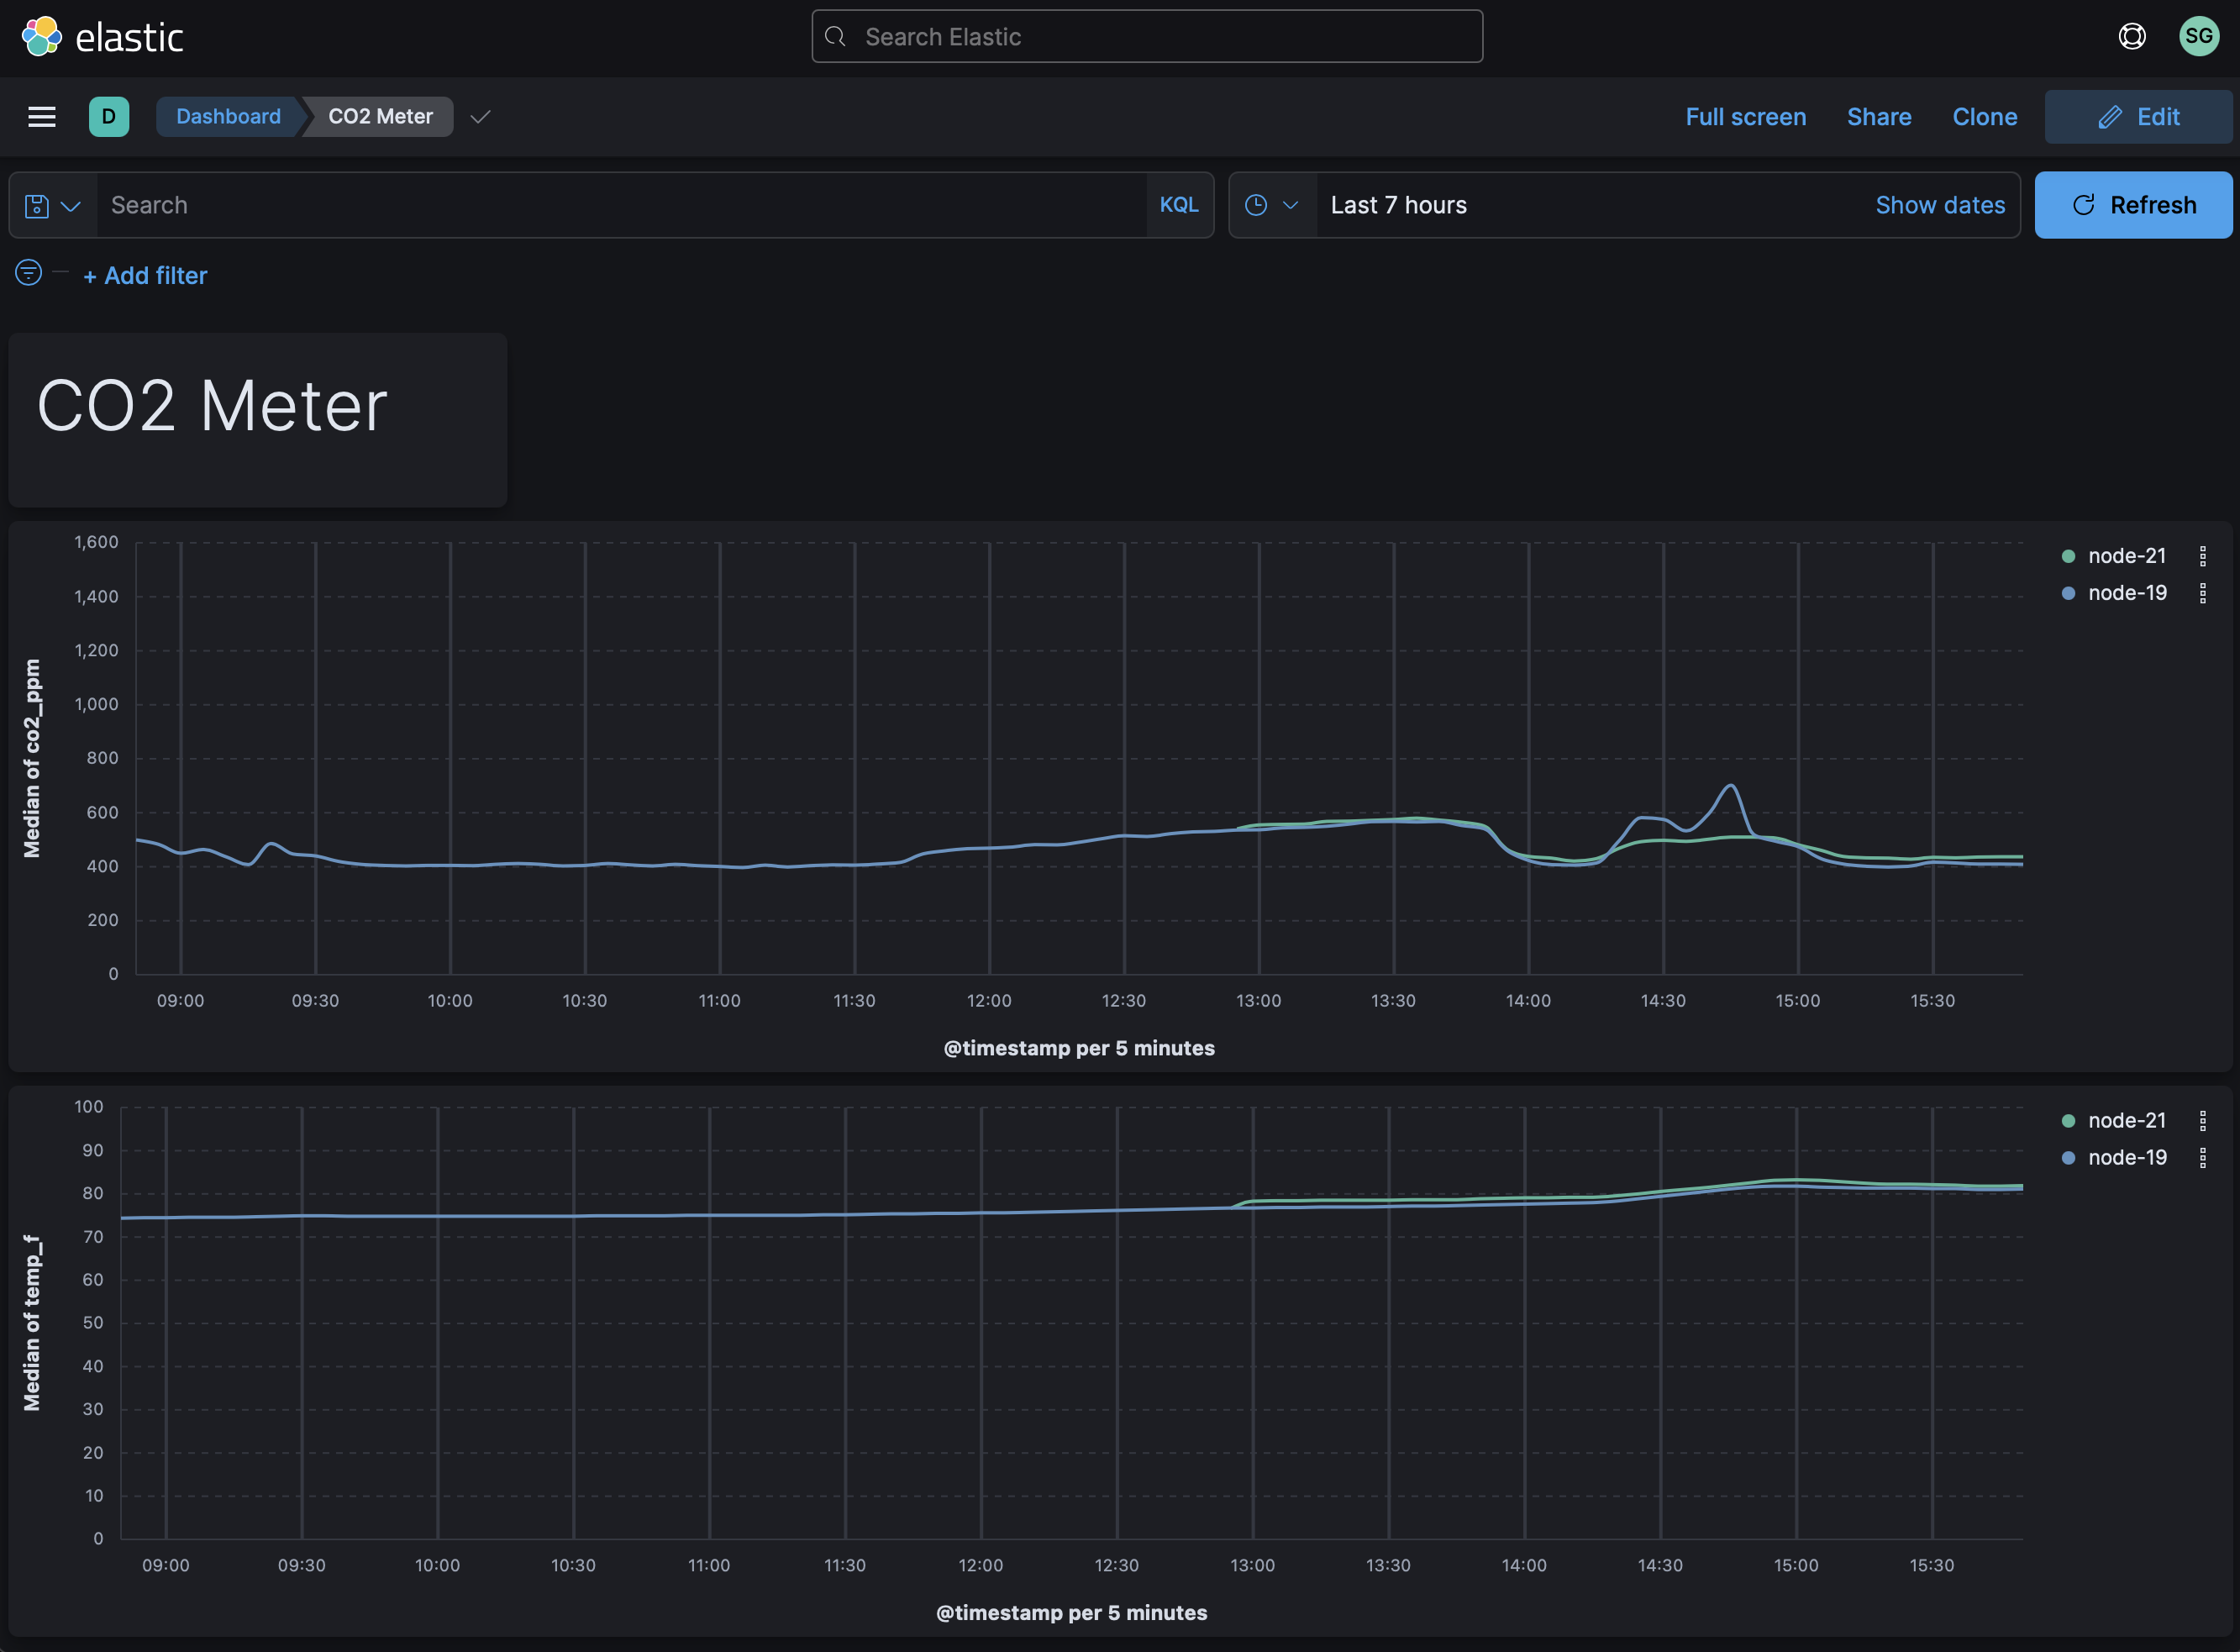 elastic
Search Elastic
SG
D
Dashboard
CO2 Meter
Full screen
Share
Clone
Edit
Search
KQL
Last 7 hours
Show dates
Refresh
+ Add filter
CO2 Meter
Median of co2_ppm
1,600
1,400
1,200
1,000
800
600
400
200
0
09:00 09:30 10:00 10:30 11:00 11:30 12:00 12:30 13:00 13:30 14:00 14:30 15:00 15:30
@timestamp per 5 minutes
node-21
node-19
Median of temp_f
100
90
80
70
60
50
40
30
20
10
0
09:00 09:30 10:00 10:30 11:00 11:30 12:00 12:30 13:00 13:30 14:00 14:30 15:00 15:30
@timestamp per 5 minutes
node-21
node-19